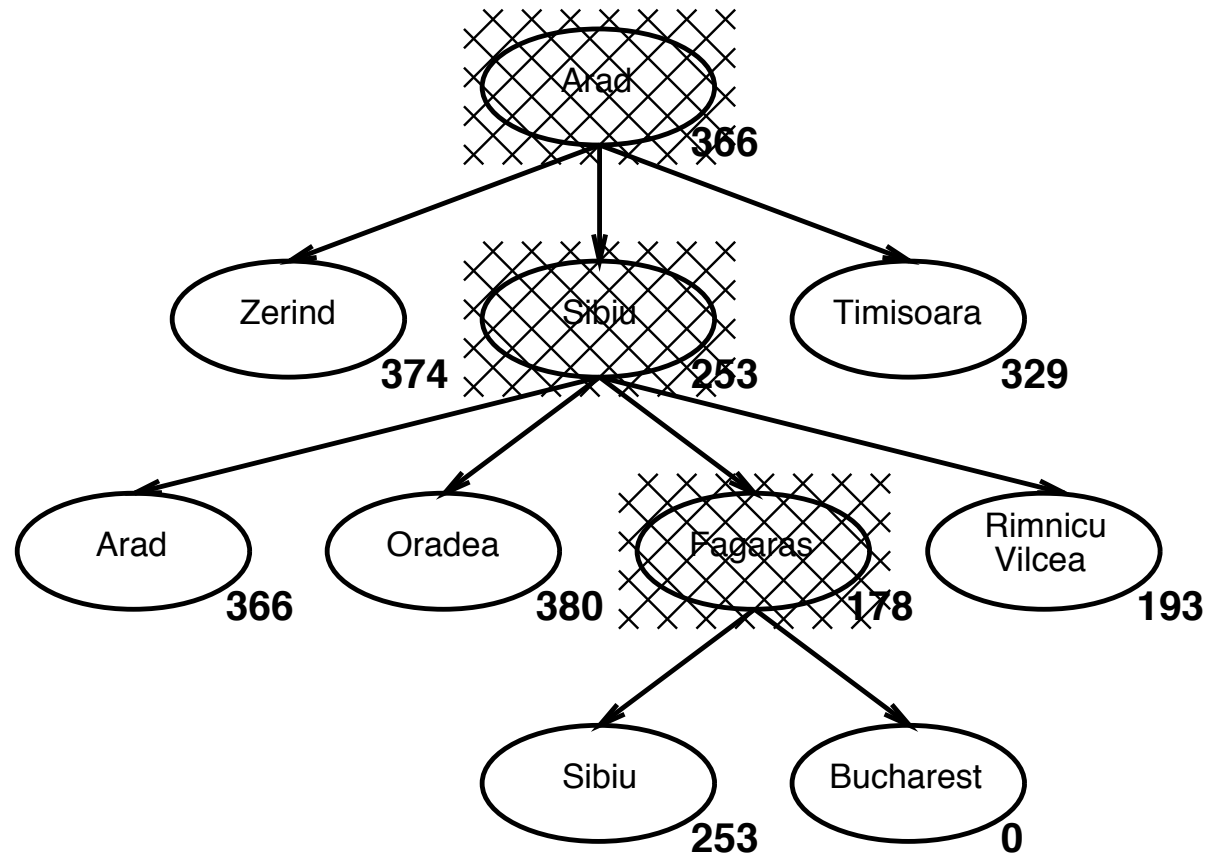 Arad
366
Zerind
Sibiu
Timisoara
374
253
329
Arad
Oradea
Fagaras
Rimnicu
Vilcea
366
380
178
193
Sibiu
Bucharest
253
0